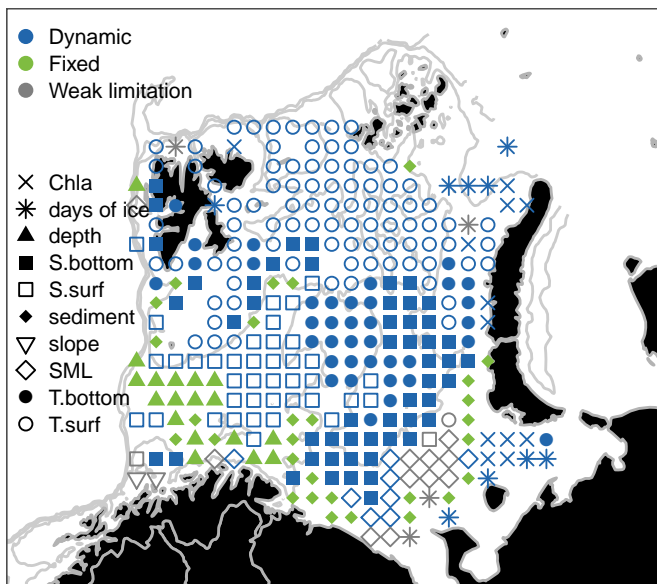 Dynamic
Fixed
Weak limitation
Chla
days of ice
depth
S.bottom
S.surf
sediment
slope
SML
T.bottom
T.surf